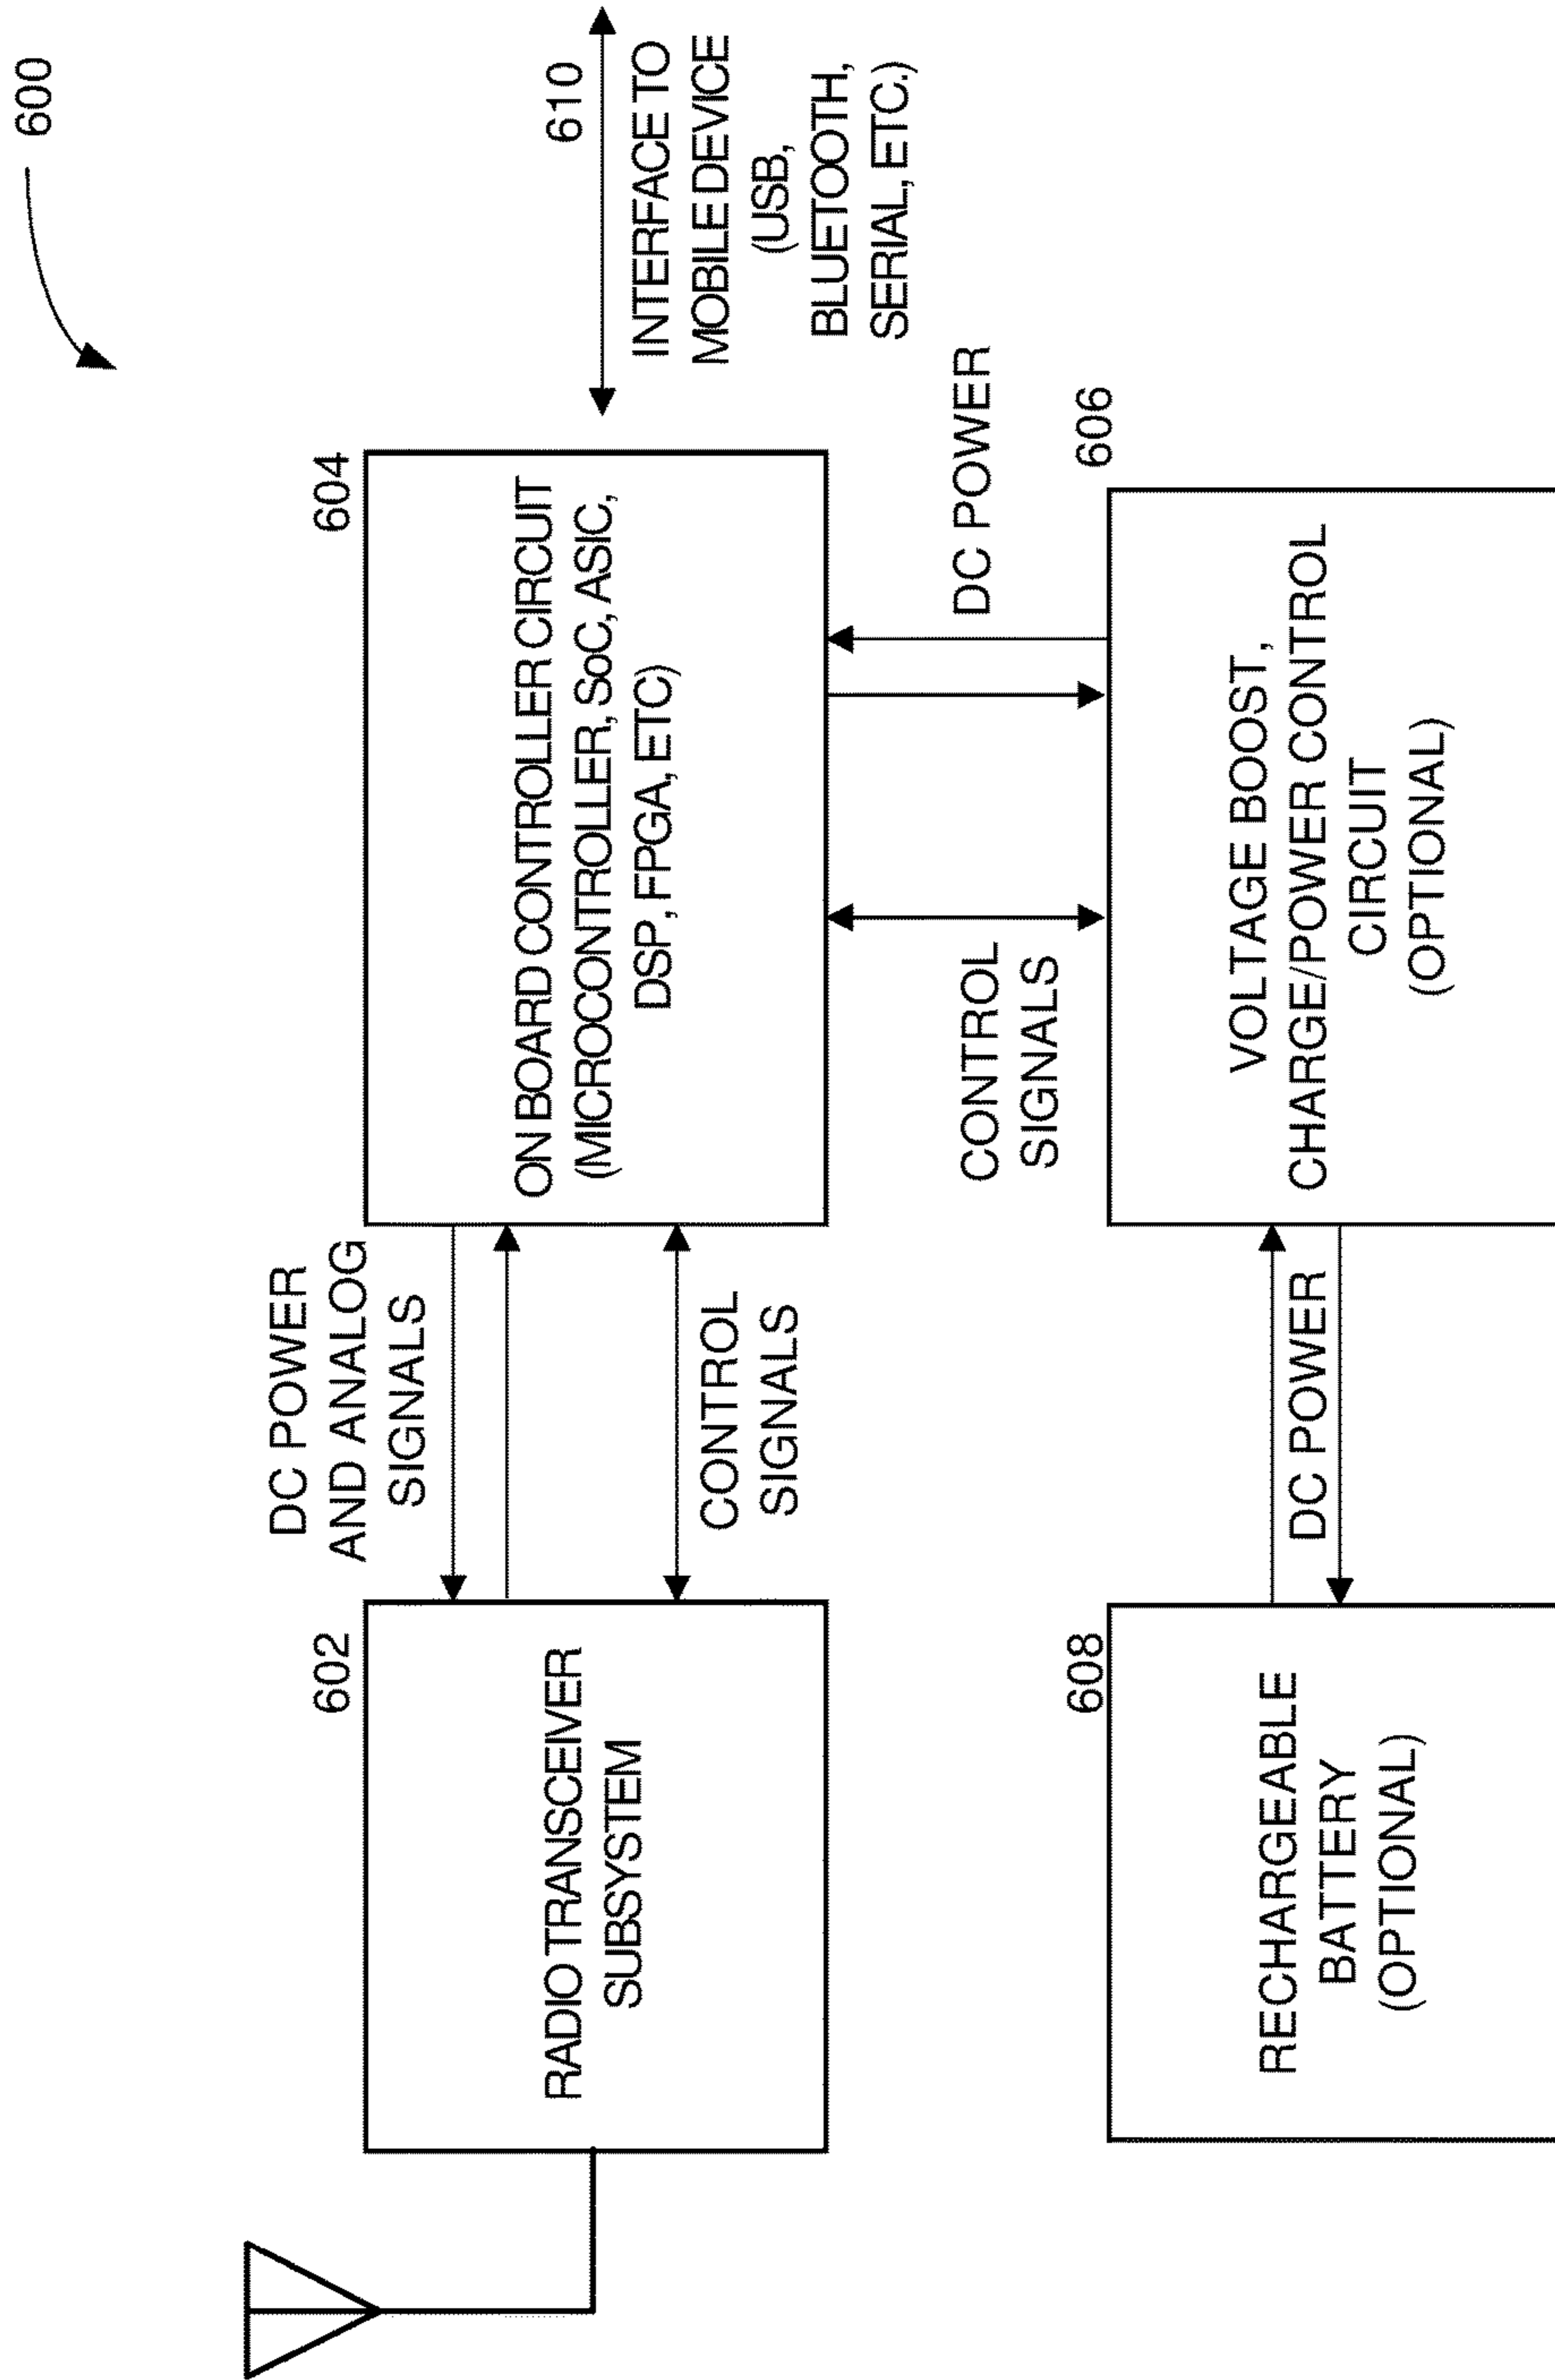 600
602
RADIO TRANSCEIVER
SUBSYSTEM
DC POWER
AND ANALOG
SIGNALS
CONTROL
SIGNALS
604
ON BOARD CONTROLLER CIRCUIT
(MICROCONTROLLER, SoC, ASIC,
DSP, FPGA, ETC)
610
INTERFACE TO
MOBILE DEVICE
(USB,
BLUETOOTH,
SERIAL, ETC.)
CONTROL
SIGNALS
DC POWER
608
RECHARGEABLE
BATTERY
(OPTIONAL)
DC POWER
606
VOLTAGE BOOST,
CHARGE/POWER CONTROL
CIRCUIT
(OPTIONAL)